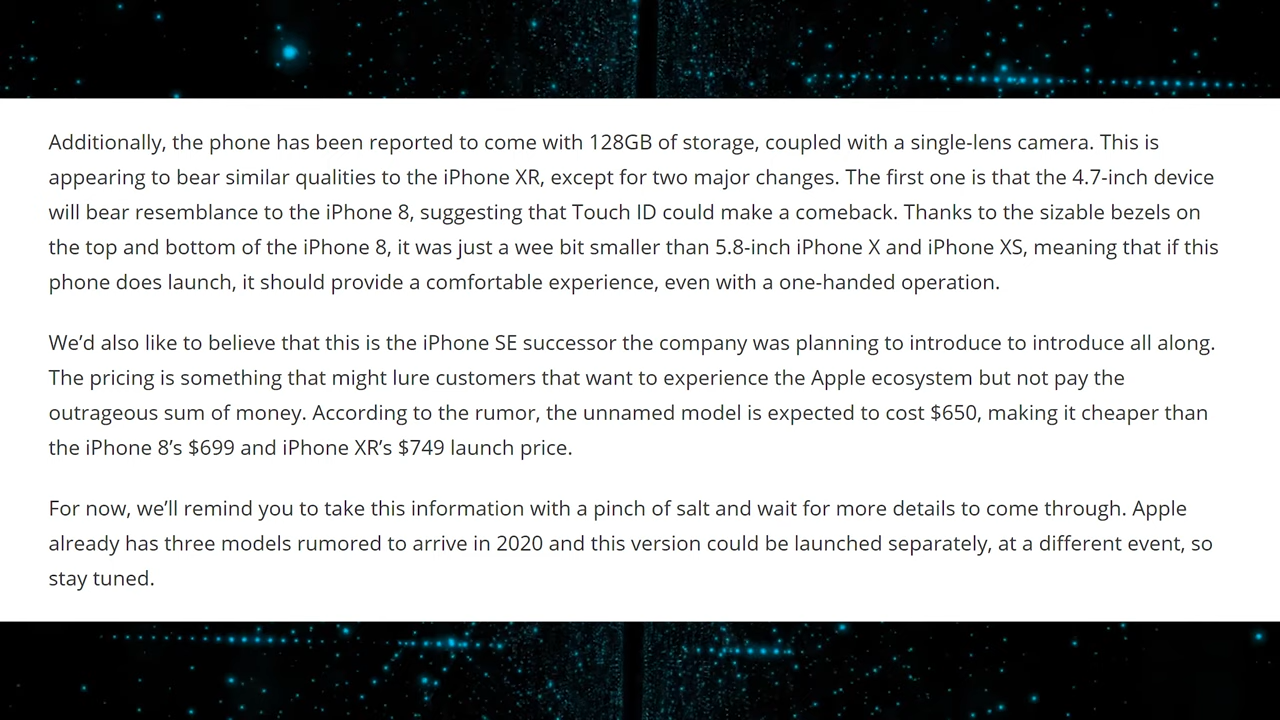 Additionally, the phone has been reported to come with 128GB of storage, coupled with a single-lens camera. This is
appearing to bear similar qualities to the iPhone XR, except for two major changes. The first one is that the 4.7-inch device
will bear resemblance to the iPhone 8, suggesting that Touch ID could make a comeback. Thanks to the sizable bezels on
the top and bottom of the iPhone 8, it was just a wee bit smaller than 5.8-inch iPhone X and iPhone XS, meaning that if this
phone does launch, it should provide a comfortable experience, even with a one-handed operation.
We’d also like to believe that this is the iPhone SE successor the company was planning to introduce to introduce all along.
The pricing is something that might lure customers that want to experience the Apple ecosystem but not pay the
outrageous sum of money. According to the rumor, the unnamed model is expected to cost $650, making it cheaper than
the iPhone 8’s $699 and iPhone XR’s $749 launch price.
For now, we’ll remind you to take this information with a pinch of salt and wait for more details to come through. Apple
already has three models rumored to arrive in 2020 and this version could be launched separately, at a different event, so
stay tuned.